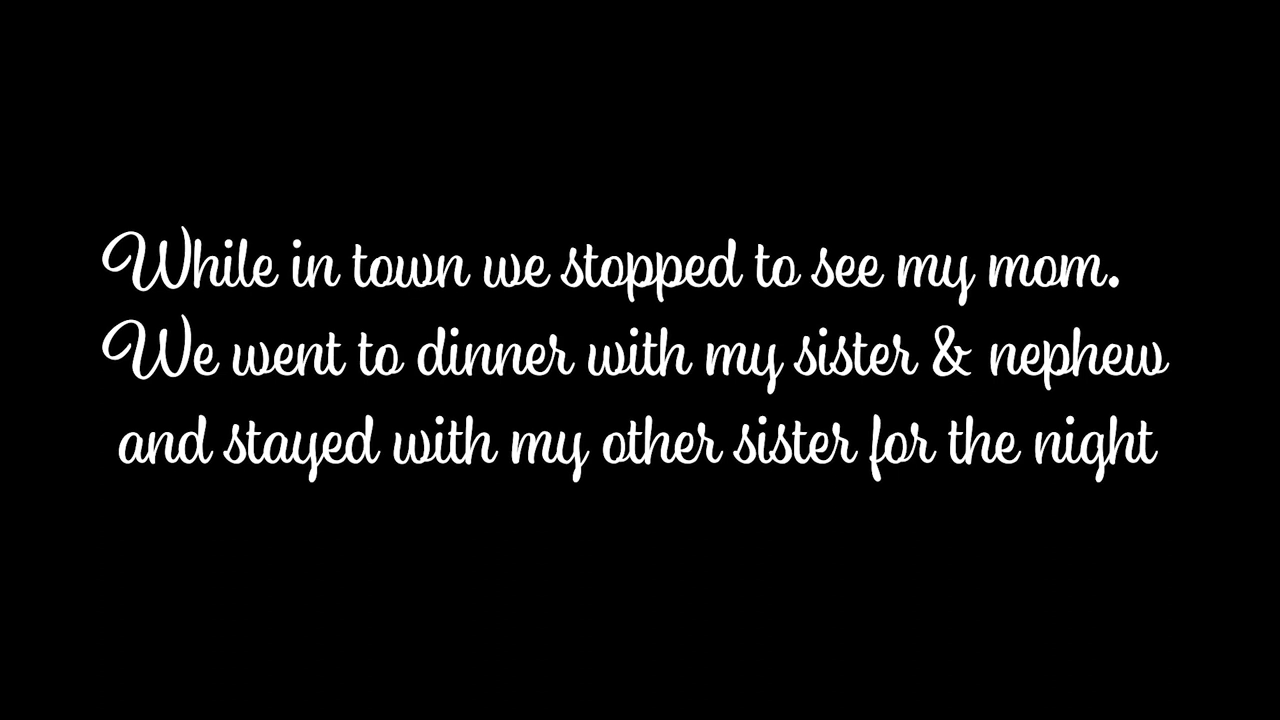 While in town we stopped to see my mom.
We went to dinner with my sister & nephew
and stayed with my other sister for the night